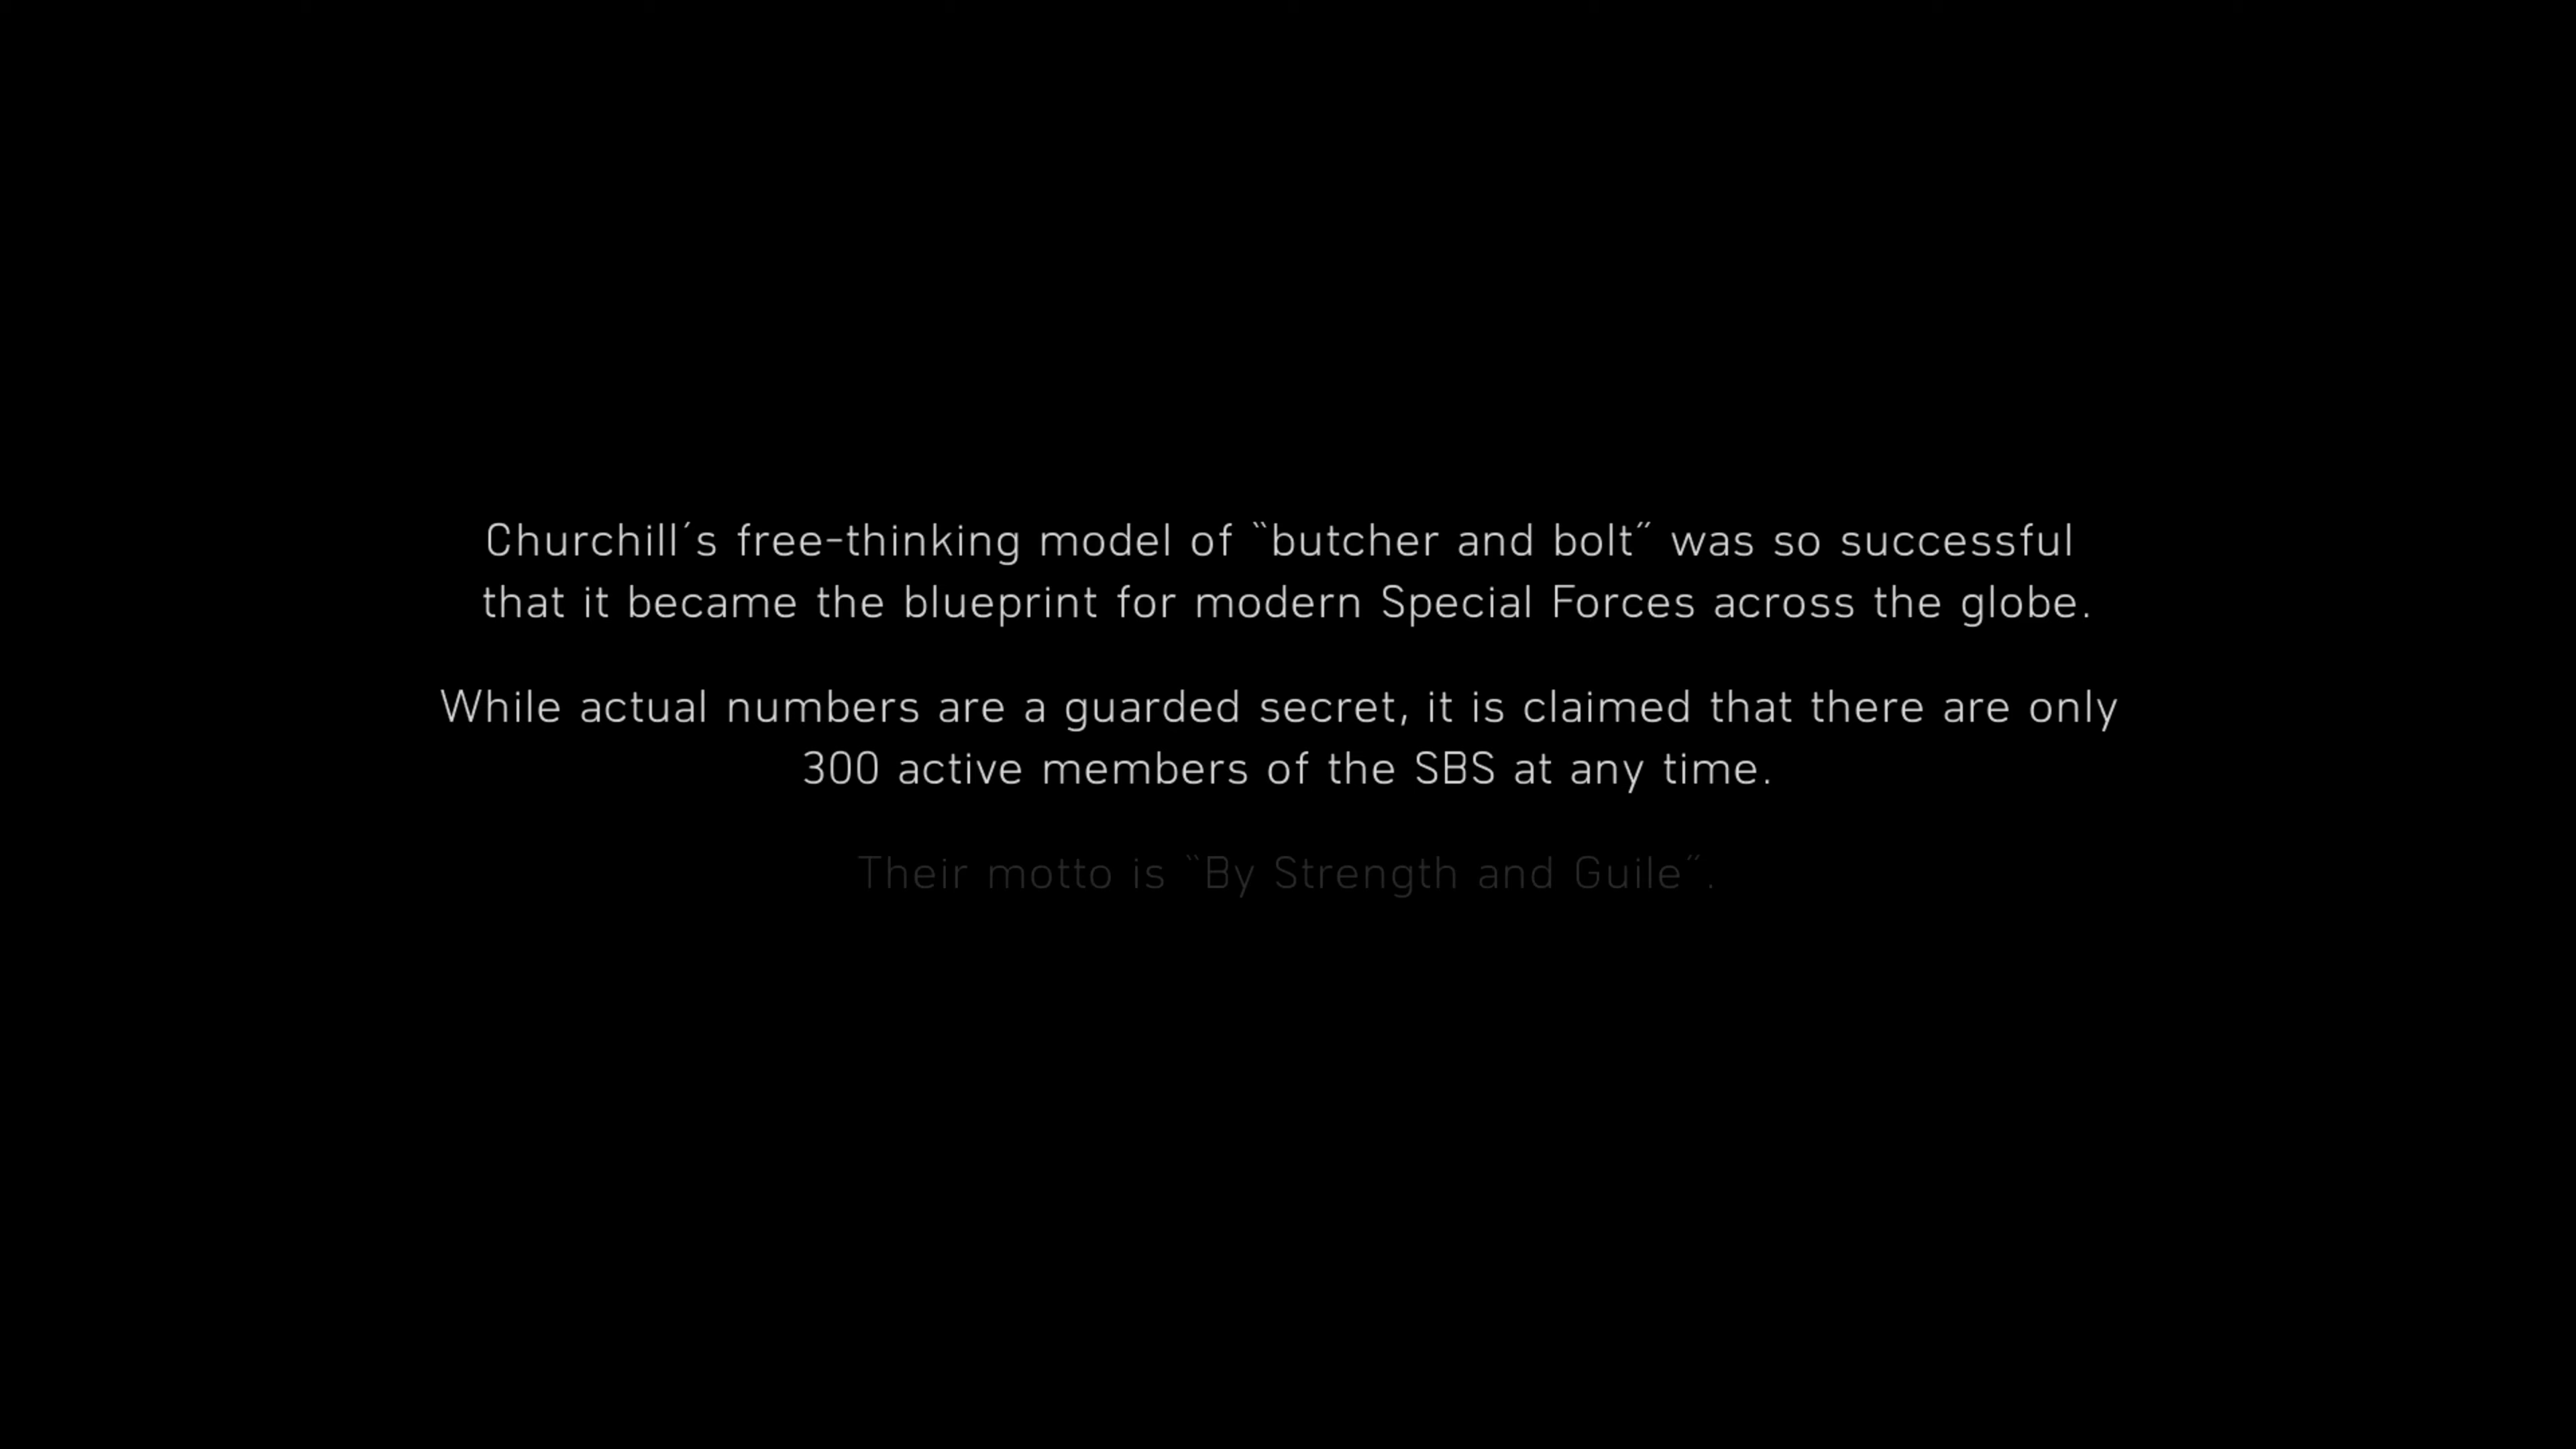 Churchill´s free-thinking model of “butcher and bolt” was so successful
that it became the blueprint for modern Special Forces across the globe.
While actual numbers are a guarded secret, it is claimed that there are only
300 active members of the SBS at any time.
Their motto is “By Strength and Guile”.